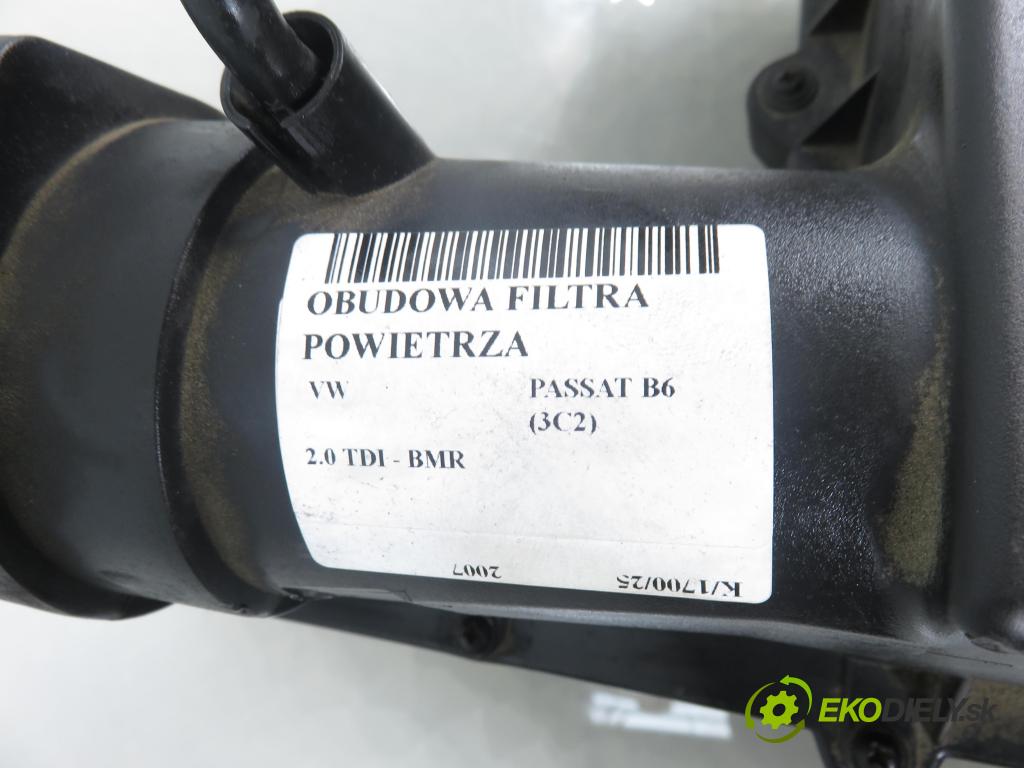 OBUDOWA FILTRA
POWIETRZA
VW PASSAT B6
(3C2)
2.0 TDI - BMR
K/1700/25 2007
EKODIELY.sk